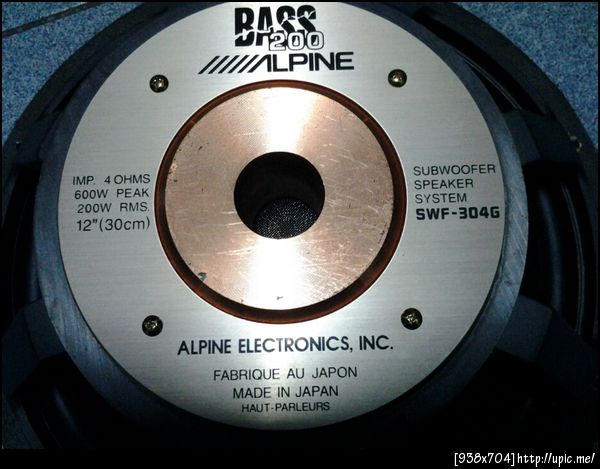 BASS
200
ALPINE
IMP. 4 OHMS
600W PEAK
200W RMS.
12"(30cm)
SUBWOOFER
SPEAKER
SYSTEM
SWF-304G
ALPINE ELECTRONICS, INC.
FABRIQUE AU JAPON
MADE IN JAPAN
HAUT-PARLEURS
[938x704]http://upic.me/